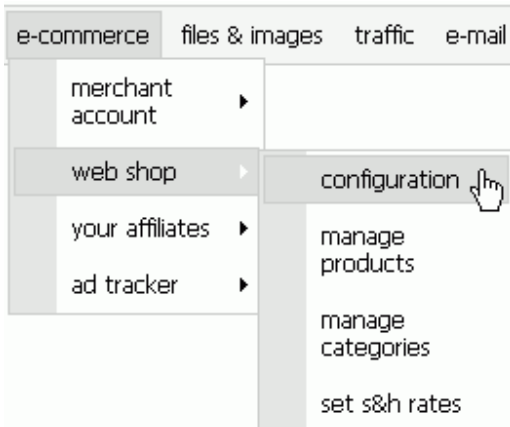 e-commerce files & images traffic e-mail
merchant
account
web shop
your affiliates
ad tracker
configuration
manage
products
manage
categories
set s&h rates